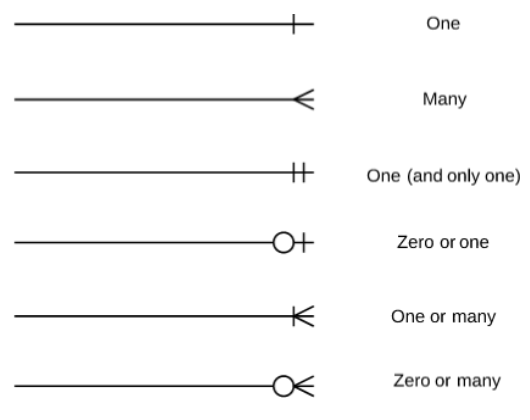 One
Many
One (and only one)
Zero or one
One or many
Zero or many